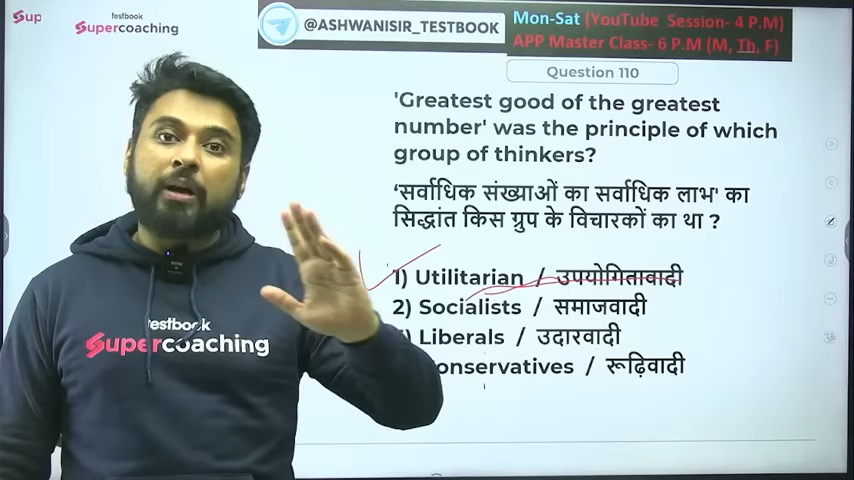 Sup
testbook
Supercoaching
@ASHWANISIR_TESTBOOK
Mon-Sat (YouTube Session- 4 P.M)
APP Master Class- 6 P.M (M, Th, F)
Question 110
'Greatest good of the greatest
number' was the principle of which
group of thinkers?
‘सर्वाधिक संख्याओं का सर्वाधिक लाभ' का
सिद्धांत किस ग्रुप के विचारकों का था ?
1) Utilitarian / उपयोगितावादी
2) Socialists / समाजवादी
) Liberals / उदारवादी
onservatives / रूढ़िवादी
testbook
Supercoaching